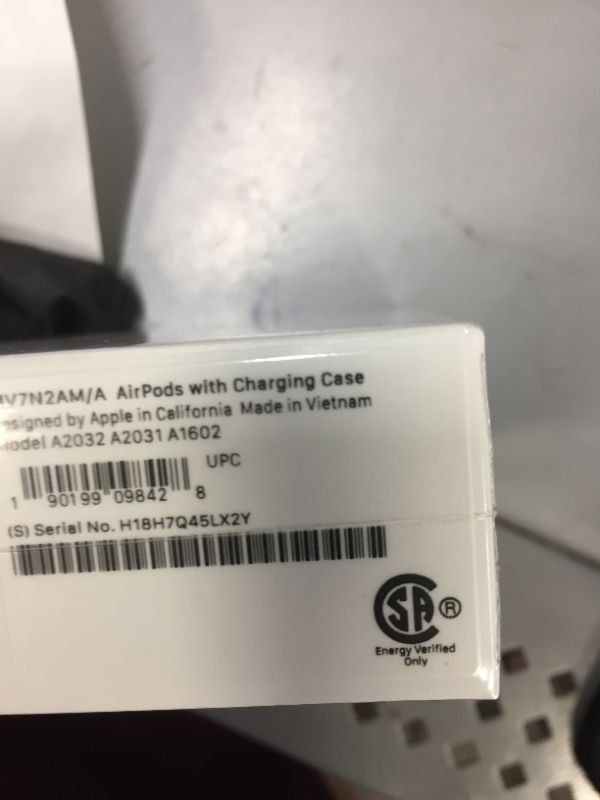 V7N2AM/A AirPods with Charging Case
esigned by Apple in California Made in Vietnam
odel A2032 A2031 A1602
UPC
1 90199 09842 8
(S) Serial No. H18H7Q45LX2Y
SA ®
Energy Verified
Only